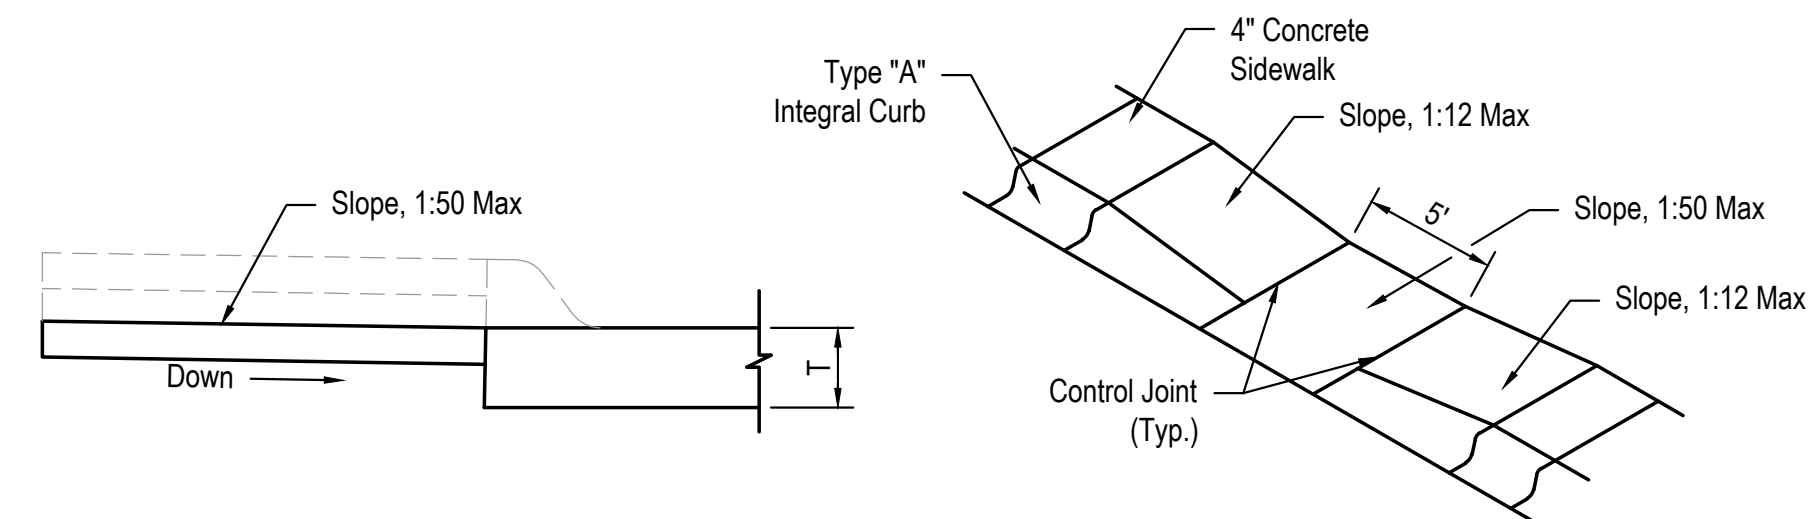 Slope, 1:50 Max
Down
T
4" Concrete
Sidewalk
Type "A"
Integral Curb
Slope, 1:12 Max
5'
Slope, 1:50 Max
Slope, 1:12 Max
Control Joint
(Typ.)